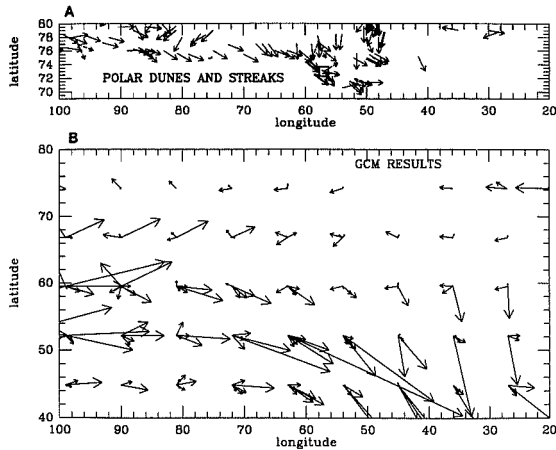 A
80
78
76
74
72
70
latitude
POLAR DUNES AND STREAKS
100 90 80 70 60 50 40 30 20
longitude
B
80
70
60
50
40
latitude
GCM RESULTS
100 90 80 70 60 50 40 30 20
longitude